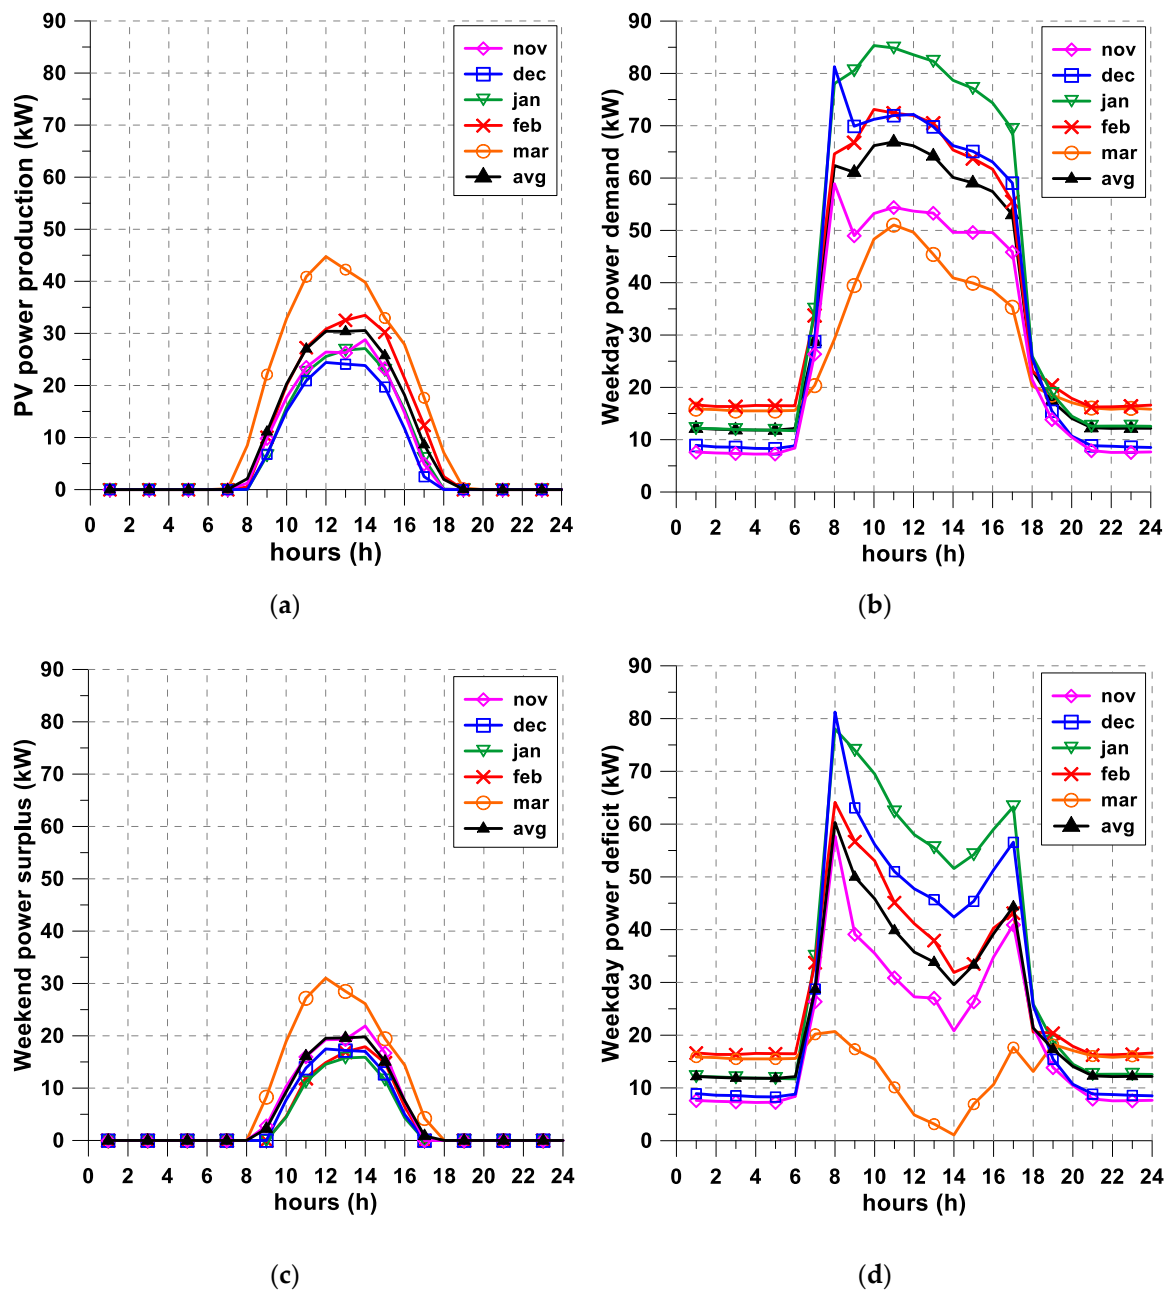 90
80
70
60
50
40
30
20
10
0
PV power production (kW)
nov
dec
jan
feb
mar
avg
0 2 4 6 8 10 12 14 16 18 20 21 24
hours (h)
(a)
90
80
70
60
50
40
30
20
10
0
Weekday power demand (kW)
nov
dec
jan
feb
mar
avg
0 2 4 6 8 10 12 14 16 18 20 21 24
hours (h)
(b)
90
80
70
60
50
40
30
20
10
0
Weekend power surplus (kW)
nov
dec
jan
feb
mar
avg
0 2 4 6 8 10 12 14 16 18 20 22 24
hours (h)
(c)
90
80
70
60
50
40
30
20
10
0
Weekday power deficit (kW)
nov
dec
jan
feb
mar
avg
0 2 4 6 8 10 12 14 16 18 20 22 24
hours (h)
(d)